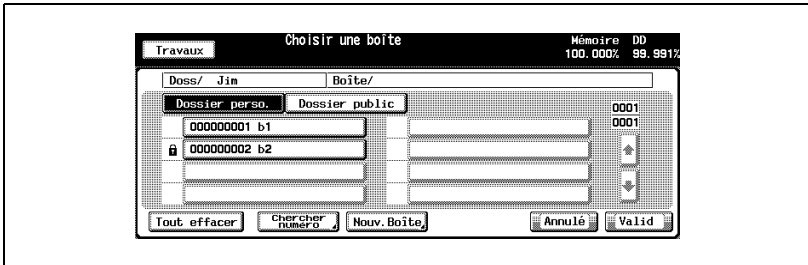 Travaux
Choisir une boîte
Mémoire DD
100.000% 99.991%
Doss/ Jim
Boîte/
Dossier perso.
Dossier public
0001
0001
000000001 b1
000000002 b2
Tout effacer
Chercher
numéro
Nouv.Boîte
Annulé
Valid